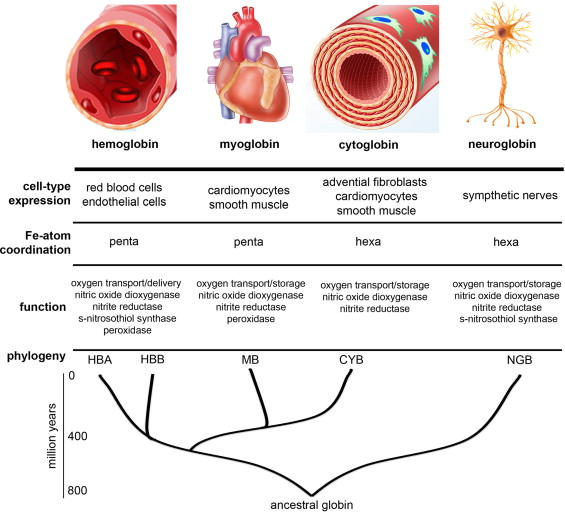 hemoglobin myoglobin cytoglobin neuroglobin
cell-type
expression
red blood cells
endothelial cells
cardiomyocytes
smooth muscle
advential fibroblasts
cardiomyocytes
smooth muscle
sympthetic nerves
Fe-atom
coordination
penta penta hexa hexa
function
oxygen transport/delivery
nitric oxide dioxygenase
nitrite reductase
s-nitrosothiol synthase
peroxidase
oxygen transport/storage
nitric oxide dioxygenase
nitrite reductase
peroxidase
oxygen transport/storage
nitric oxide dioxygenase
nitrite reductase
oxygen transport/storage
nitric oxide dioxygenase
nitrite reductase
s-nitrosothiol synthase
phylogeny HBA HBB MB CYB NGB
million years
0
400
800
ancestral globin